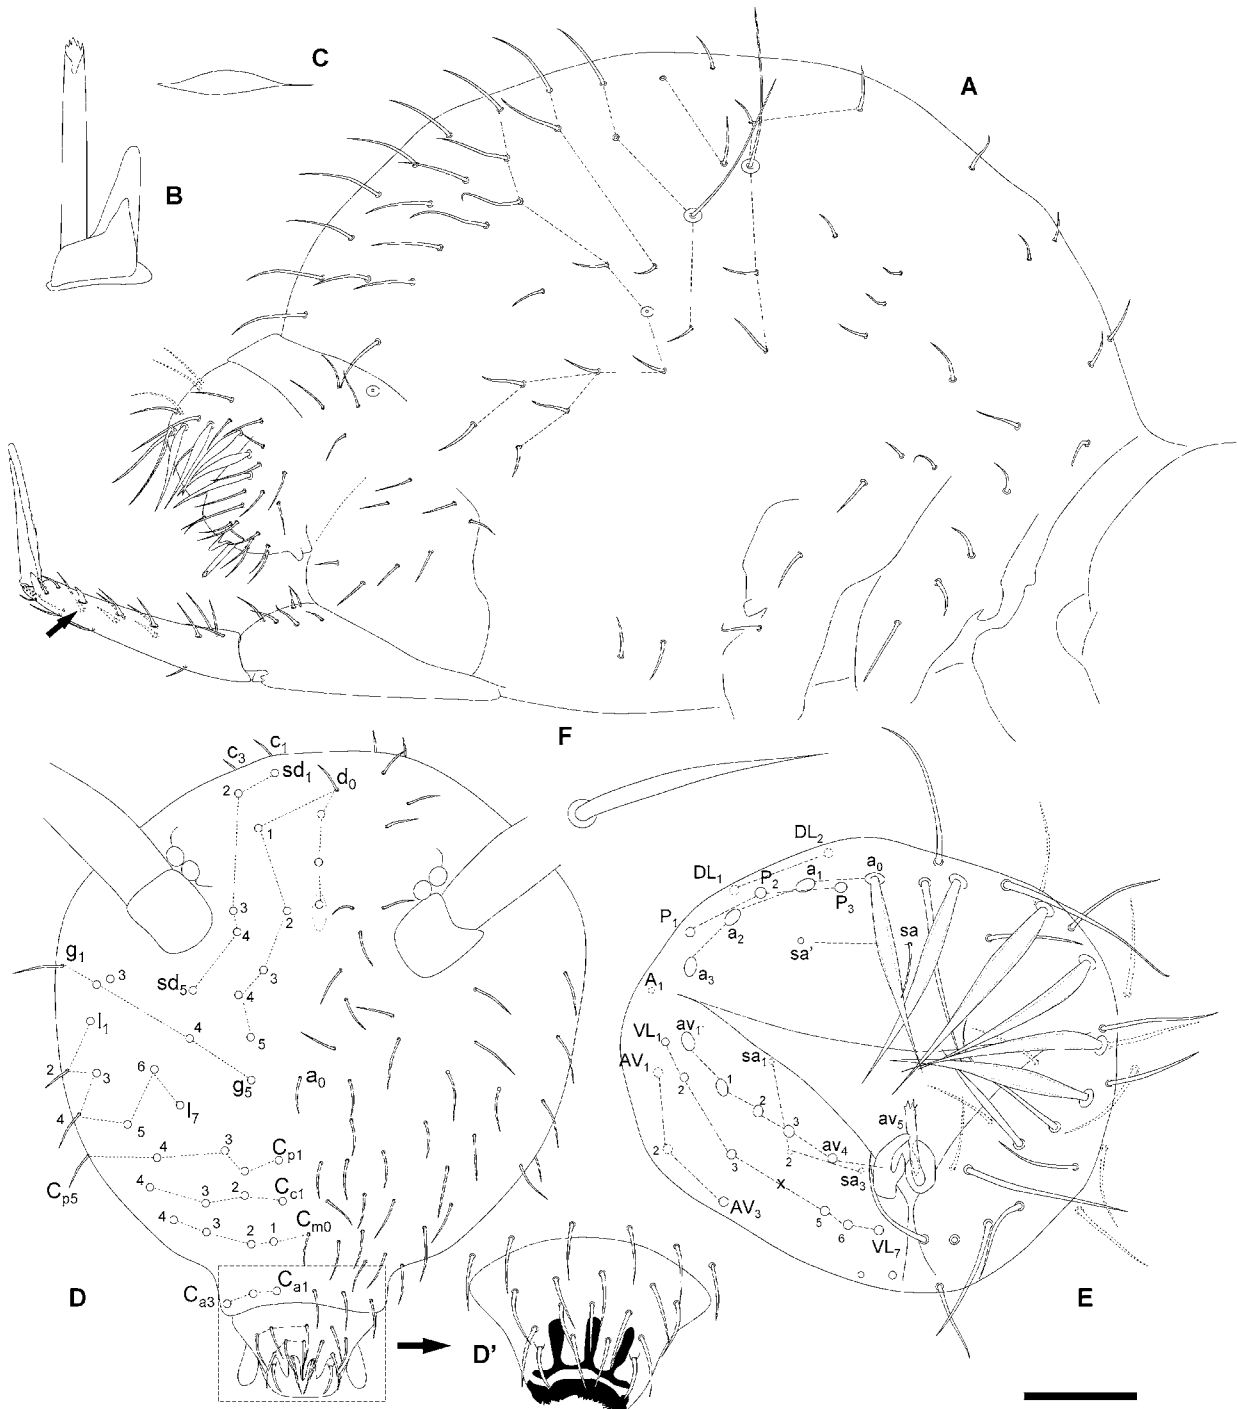 A
C
B
F
c3 c1
sd1 d0
2
1
3 2
4
g1 3 sd5 3
4
4 5
l1
2 3 6 g5 a0
l7
4 5
3
4 Cp1
Cp5 4 3 2 Cc1
4 3 2 1 Cm0
Ca3 Ca1
D
D'
DL2
DL1 P2 a1 a0
P1 P3
a2
sa' sa
a3
A1
VL1 av1
AV1 sa1
2 1
2
3
2 3 2 av4 av5
sa3
x
AV3 5 6 VL7
E